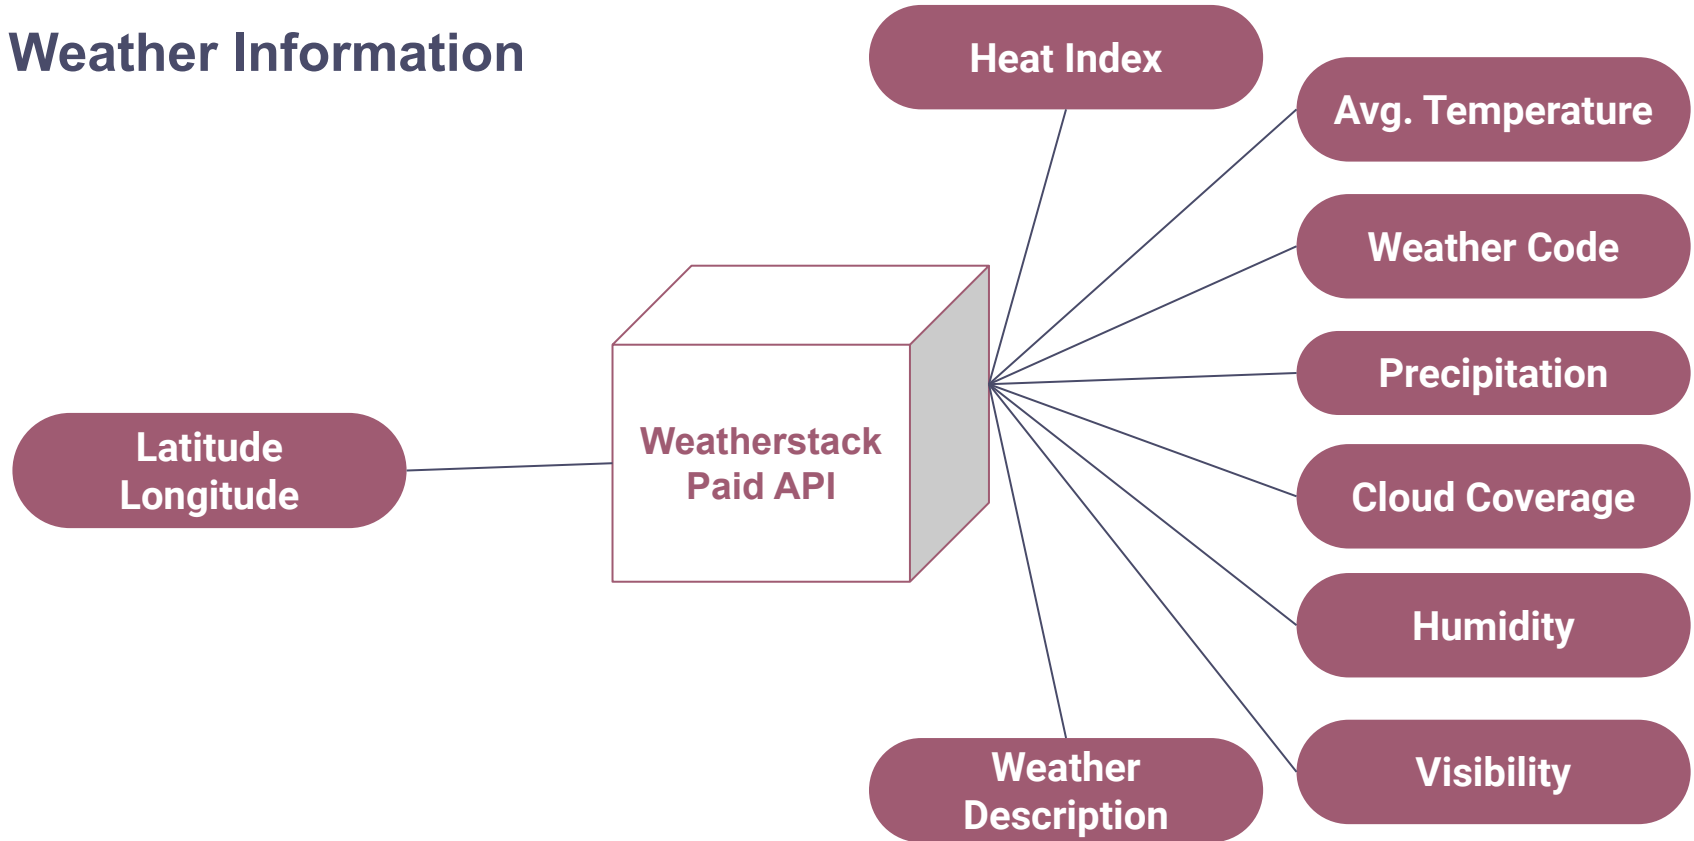 Weather Information
Heat Index
Avg. Temperature
Weather Code
Precipitation
Weatherstack
Paid API
Latitude
Longitude
Cloud Coverage
Humidity
Visibility
Weather
Description